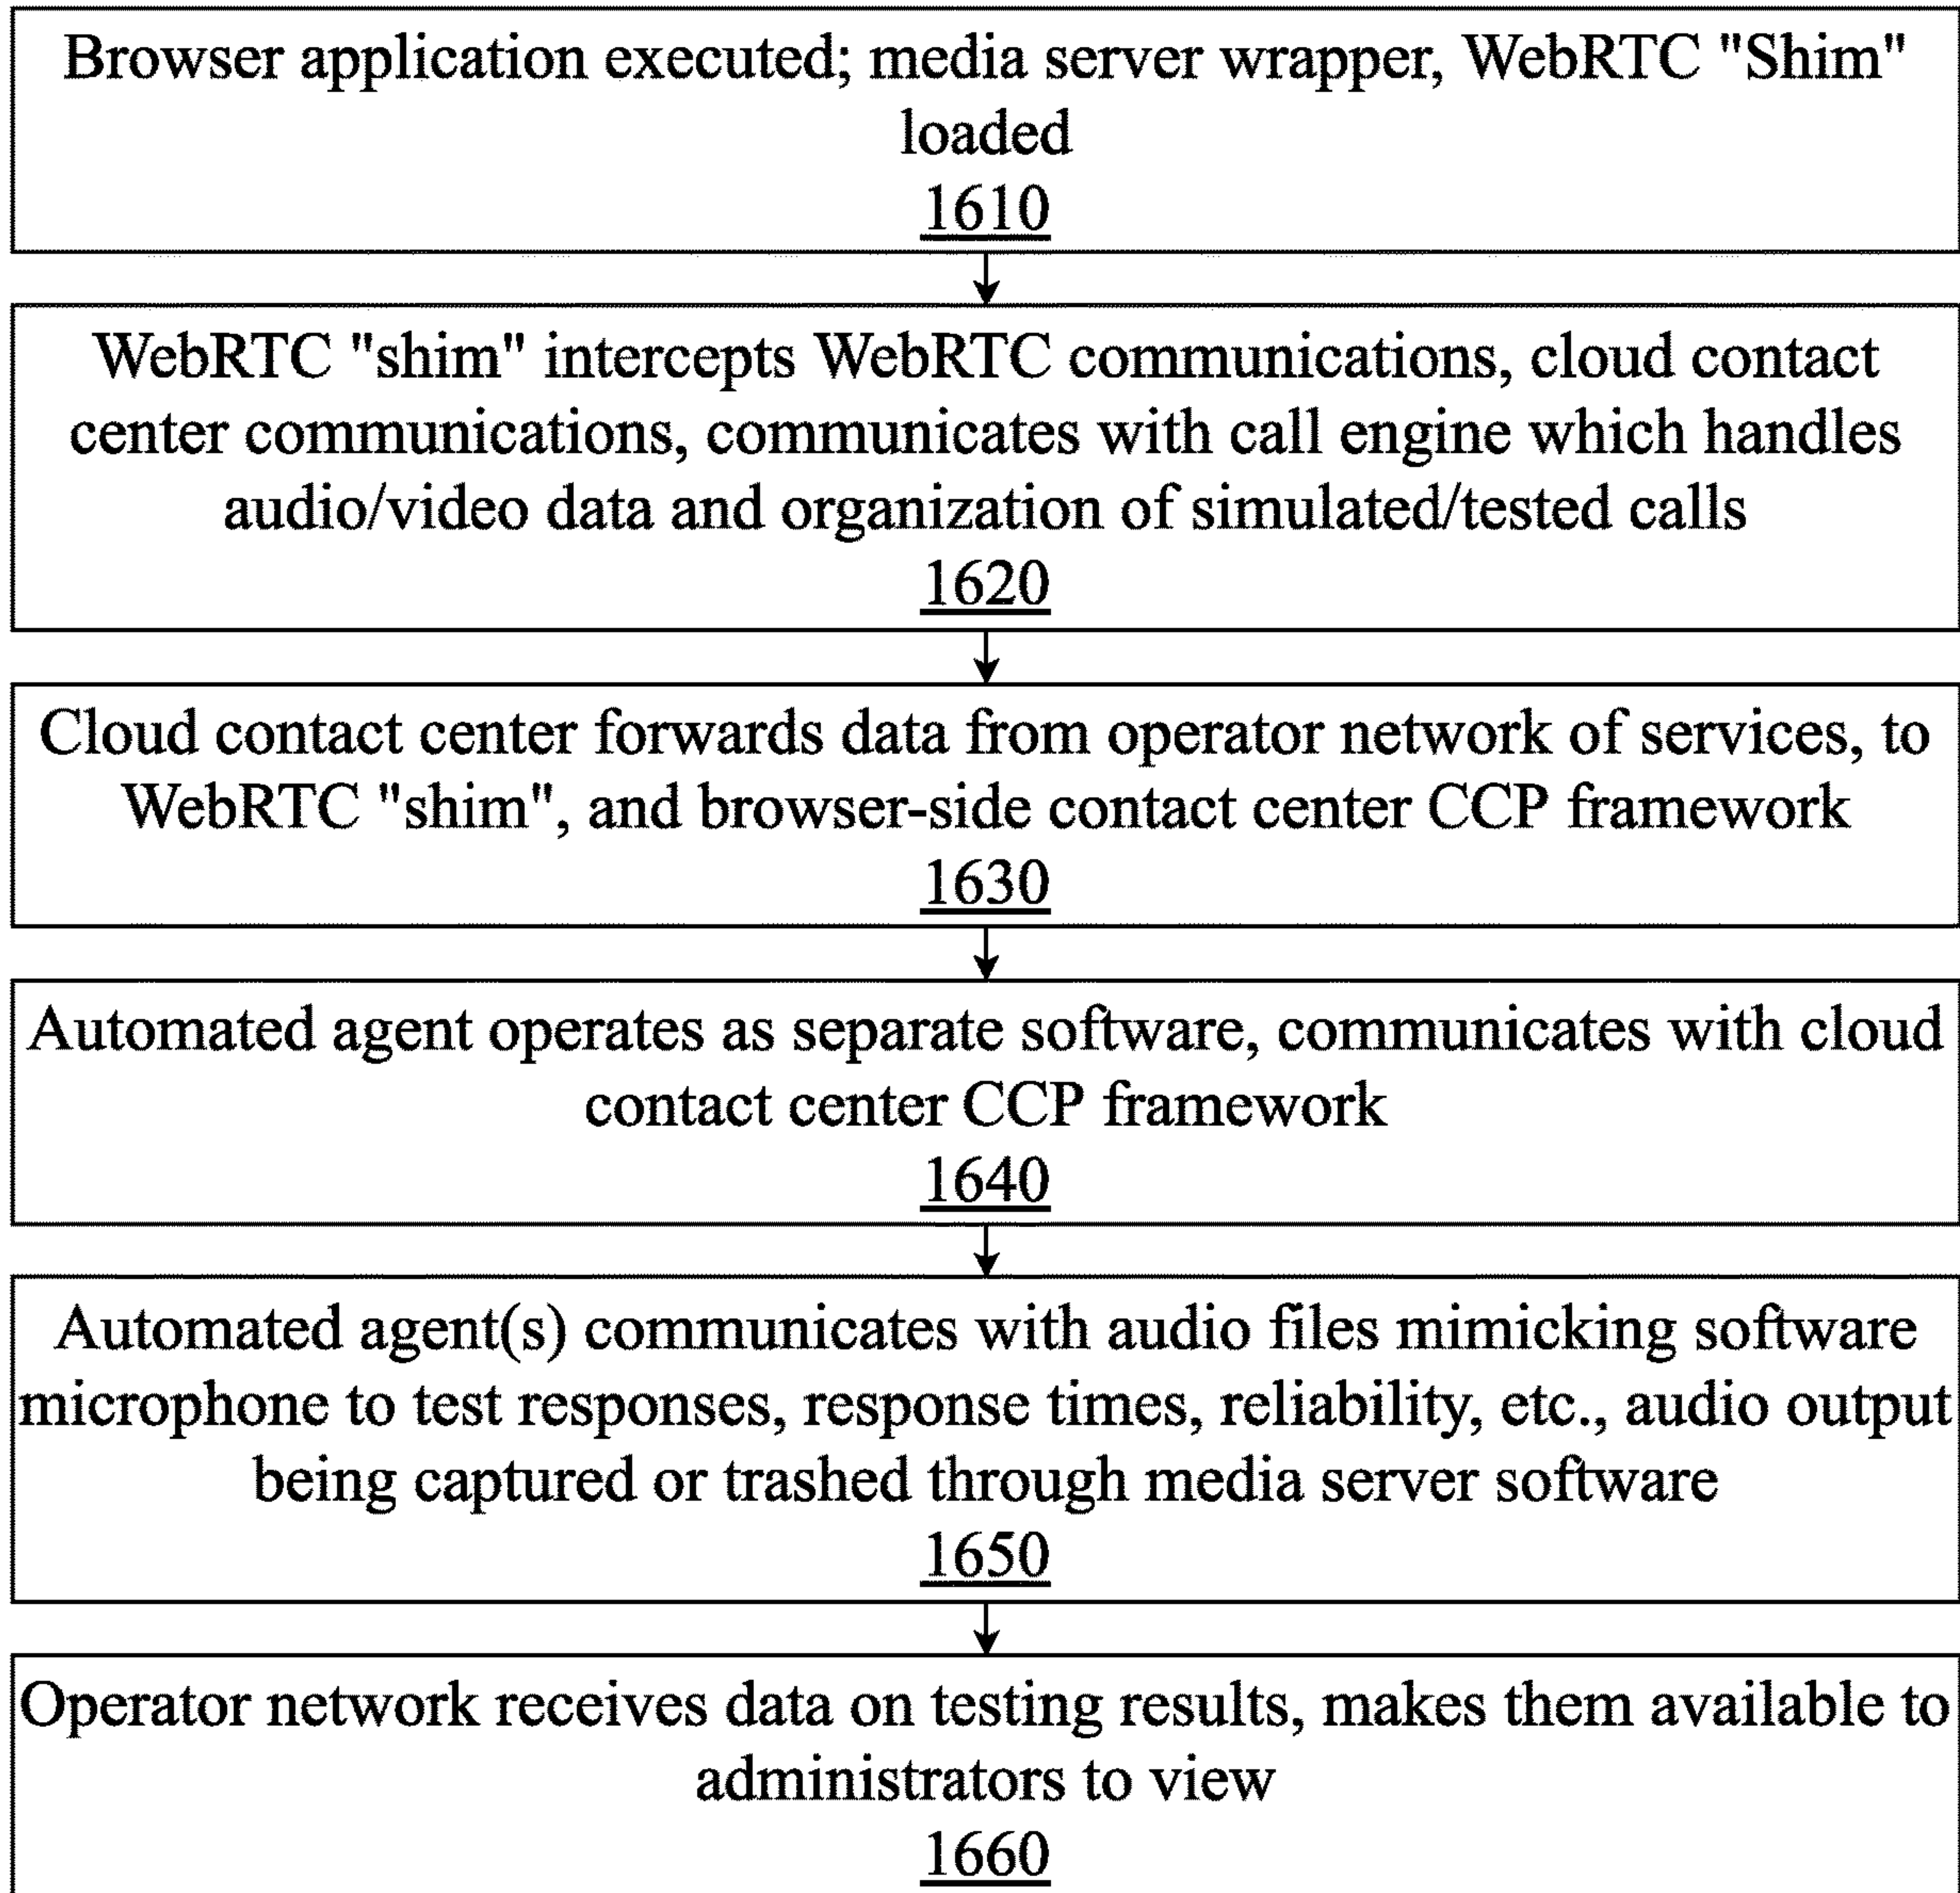 Browser application executed; media server wrapper, WebRTC "Shim"
loaded
1610
WebRTC "shim" intercepts WebRTC communications, cloud contact
center communications, communicates with call engine which handles
audio/video data and organization of simulated/tested calls
1620
Cloud contact center forwards data from operator network of services, to
WebRTC "shim", and browser-side contact center CCP framework
1630
Automated agent operates as separate software, communicates with cloud
contact center CCP framework
1640
Automated agent(s) communicates with audio files mimicking software
microphone to test responses, response times, reliability, etc., audio output
being captured or trashed through media server software
1650
Operator network receives data on testing results, makes them available to
administrators to view
1660